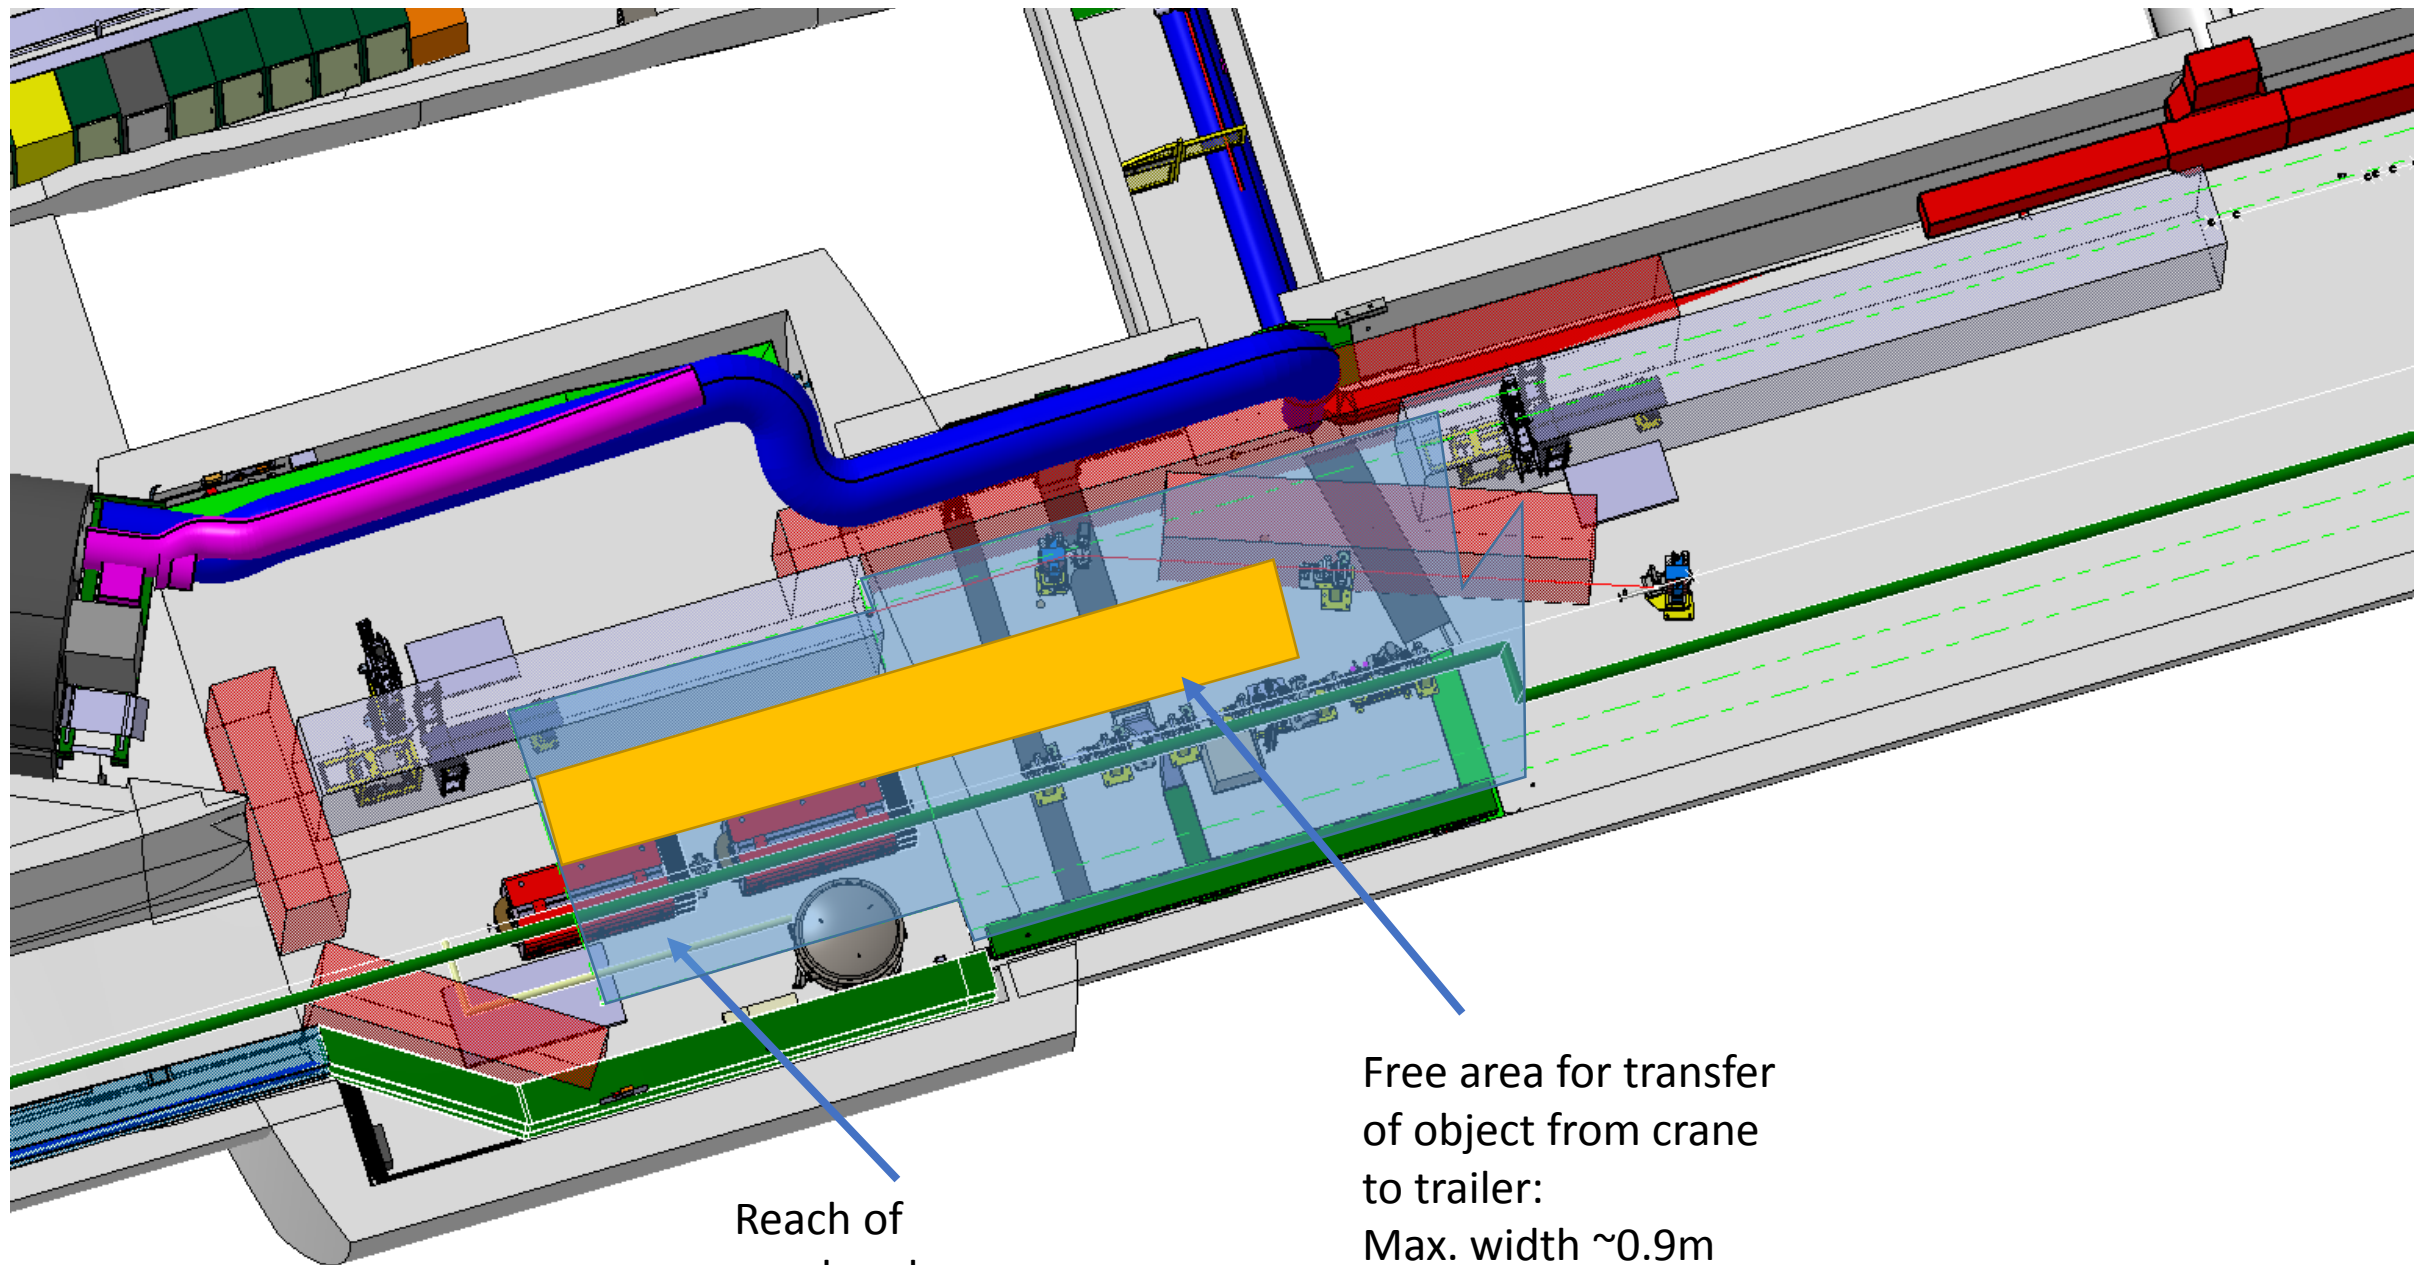 Reach of
Free area for transfer
of object from crane
to trailer:
Max. width ~0.9m